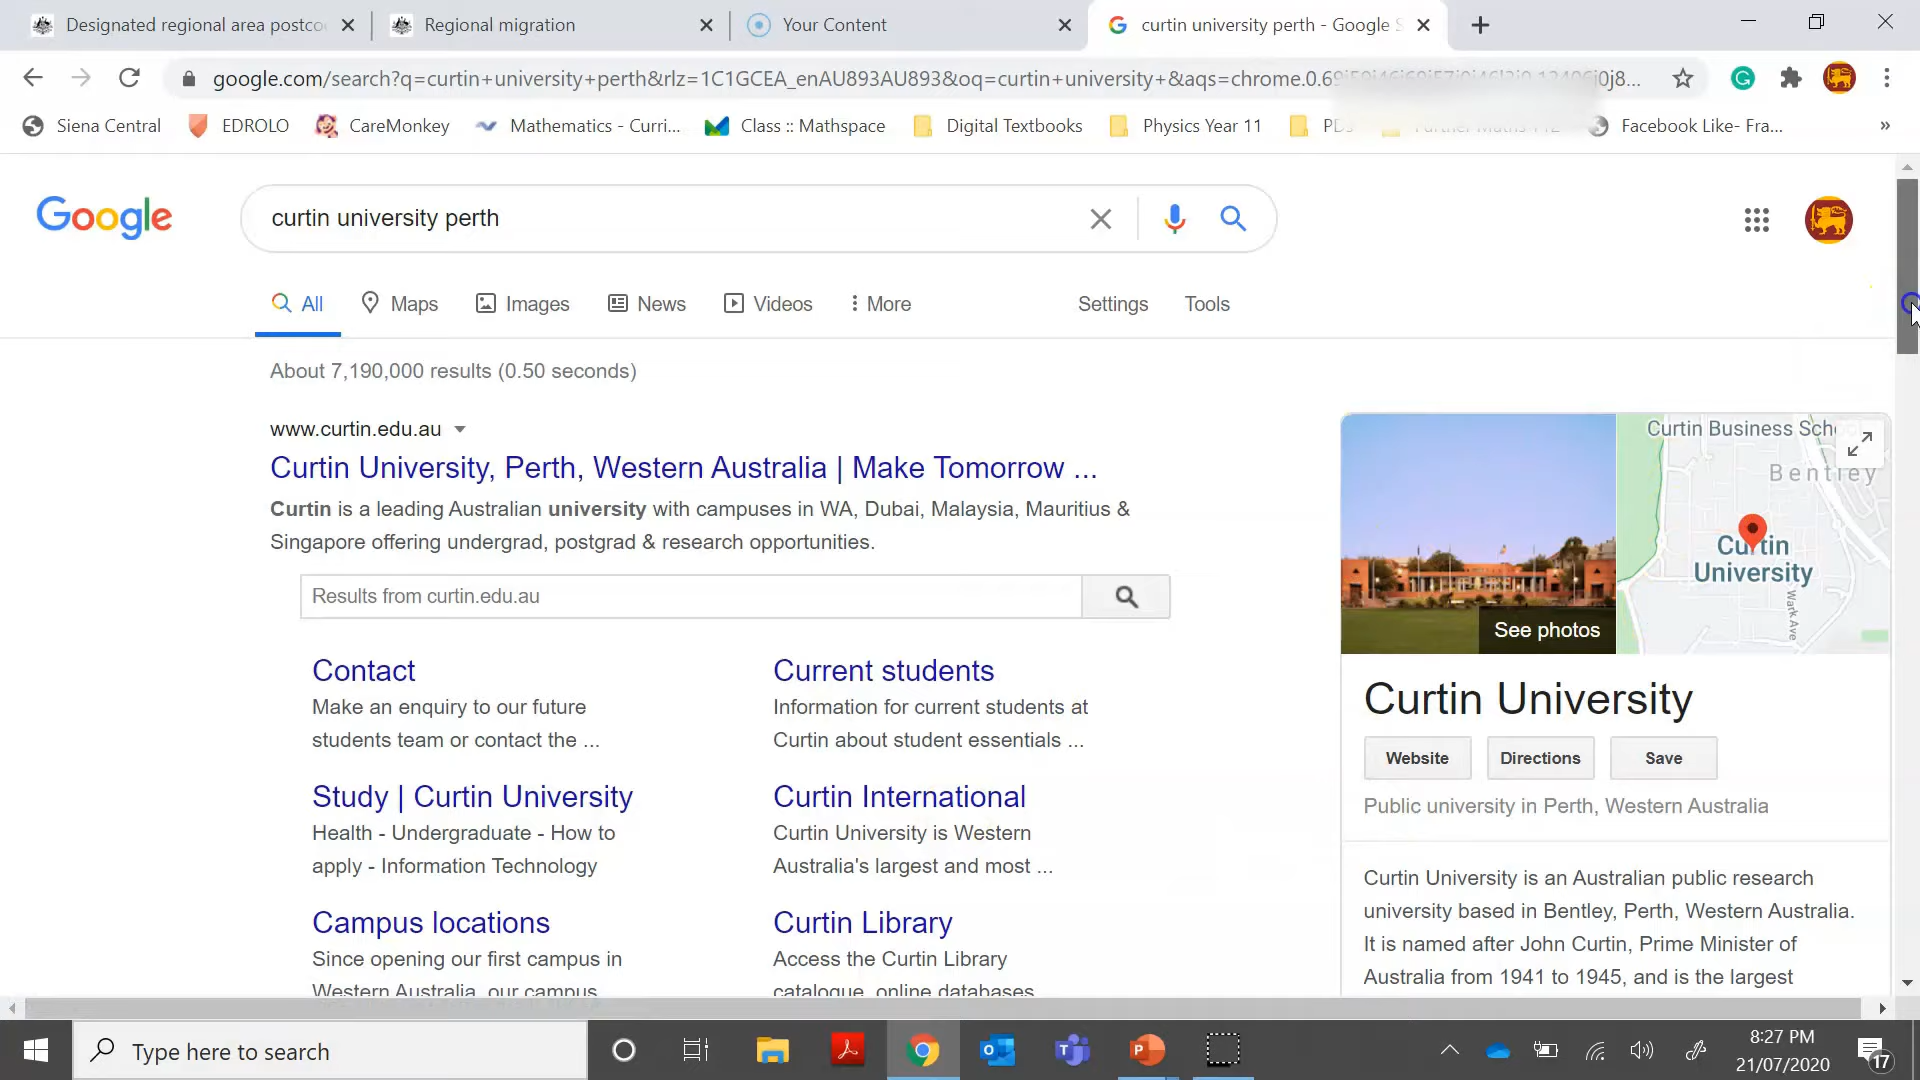 Designated regional area postco
Regional migration
Your Content
curtin university perth - Google S
google.com/search?q=curtin+university+perth&rlz=1C1GCEA_enAU893AU893&oq=curtin+university+&aqs=chrome.0.
Siena Central
EDROLO
CareMonkey
Mathematics - Curri...
Class :: Mathspace
Digital Textbooks
Physics Year 11
Facebook Like- Fra...
»
Google
curtin university perth
All
Maps
Images
News
Videos
More
Settings
Tools
About 7,190,000 results (0.50 seconds)
www.curtin.edu.au
Curtin University, Perth, Western Australia | Make Tomorrow ...
Curtin is a leading Australian university with campuses in WA, Dubai, Malaysia, Mauritius &
Singapore offering undergrad, postgrad & research opportunities.
Results from curtin.edu.au
Contact
Make an enquiry to our future
students team or contact the ...
Current students
Information for current students at
Curtin about student essentials ...
Study | Curtin University
Health - Undergraduate - How to
apply - Information Technology
Curtin International
Curtin University is Western
Australia's largest and most ...
Campus locations
Since opening our first campus in
Western Australia, our campus
Curtin Library
Access the Curtin Library
catalogue, online databases
Curtin Business Sch
Bentley
Curtin
University
Wark Ave
See photos
Curtin University
Website
Directions
Save
Public university in Perth, Western Australia
Curtin University is an Australian public research
university based in Bentley, Perth, Western Australia.
It is named after John Curtin, Prime Minister of
Australia from 1941 to 1945, and is the largest
Type here to search
8:27 PM
21/07/2020
17